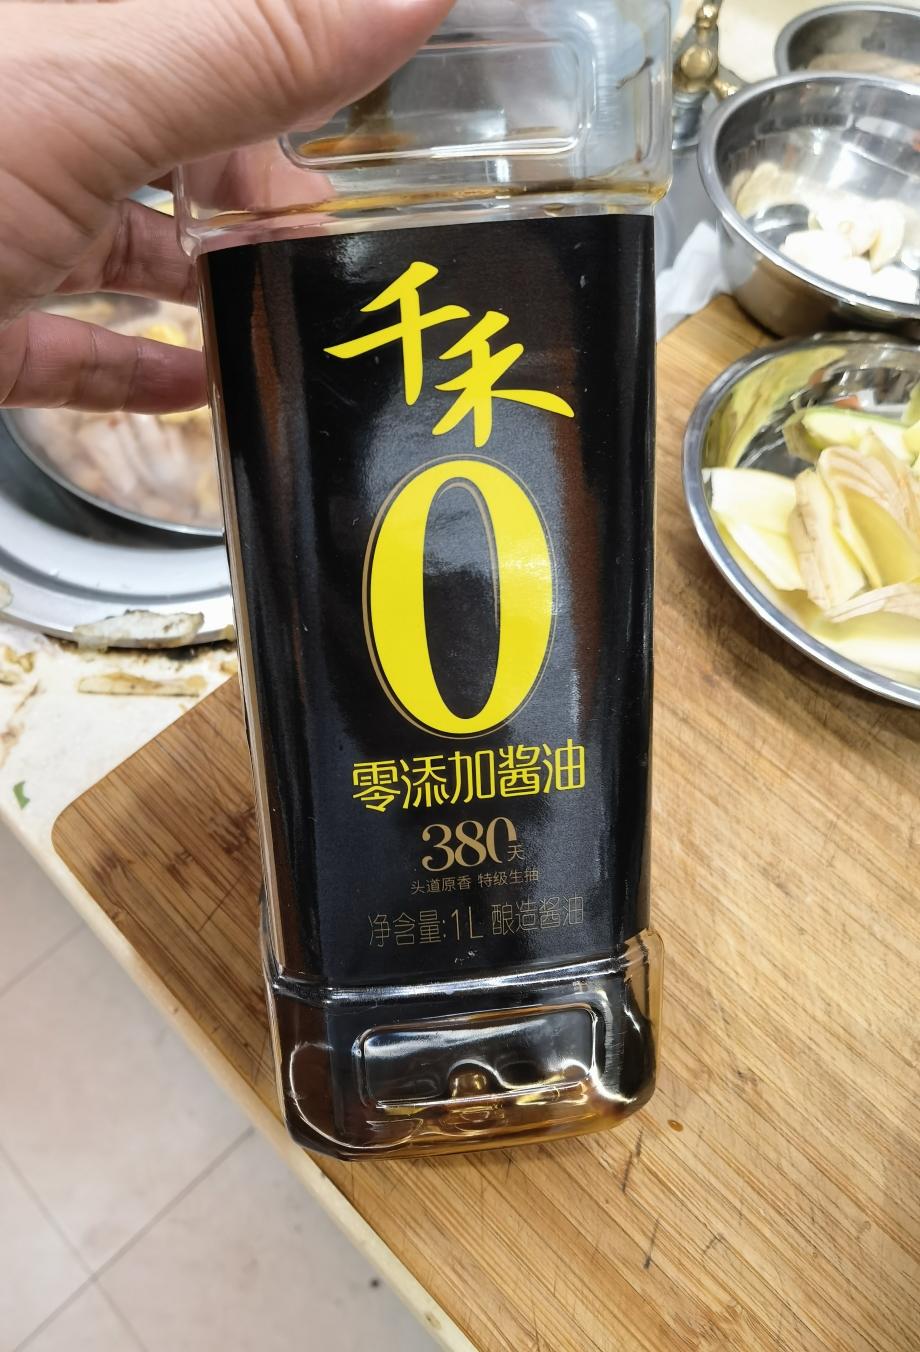 千禾
0
零添加酱油
380天
头道原香 特级生抽
净含量:1L 酿造酱油